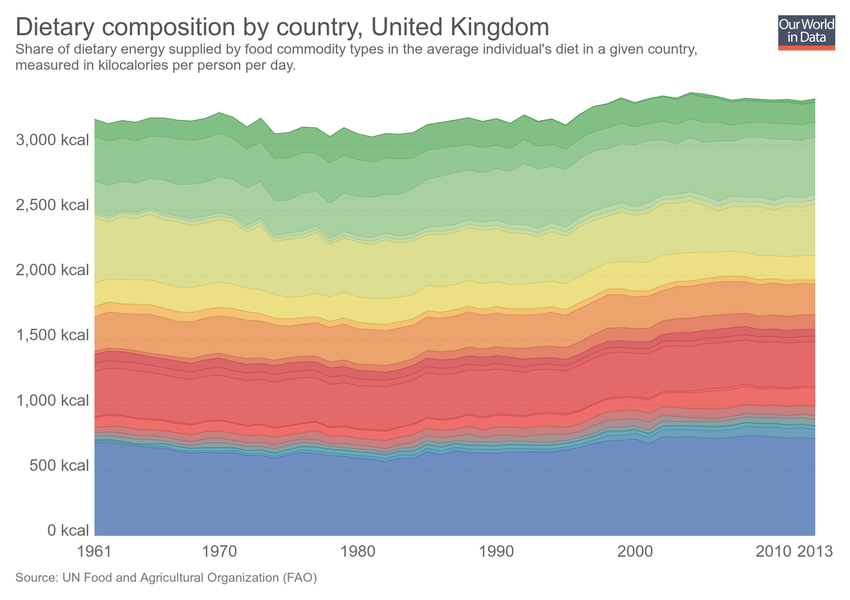 Dietary composition by country, United Kingdom
Share of dietary energy supplied by food commodity types in the average individual's diet in a given country,
measured in kilocalories per person per day.
Our World
in Data
3,000 kcal
2,500 kcal
2,000 kcal
1,500 kcal
1,000 kcal
500 kcal
0 kcal
1961 1970 1980 1990 2000 2010 2013
Source: UN Food and Agricultural Organization (FAO)